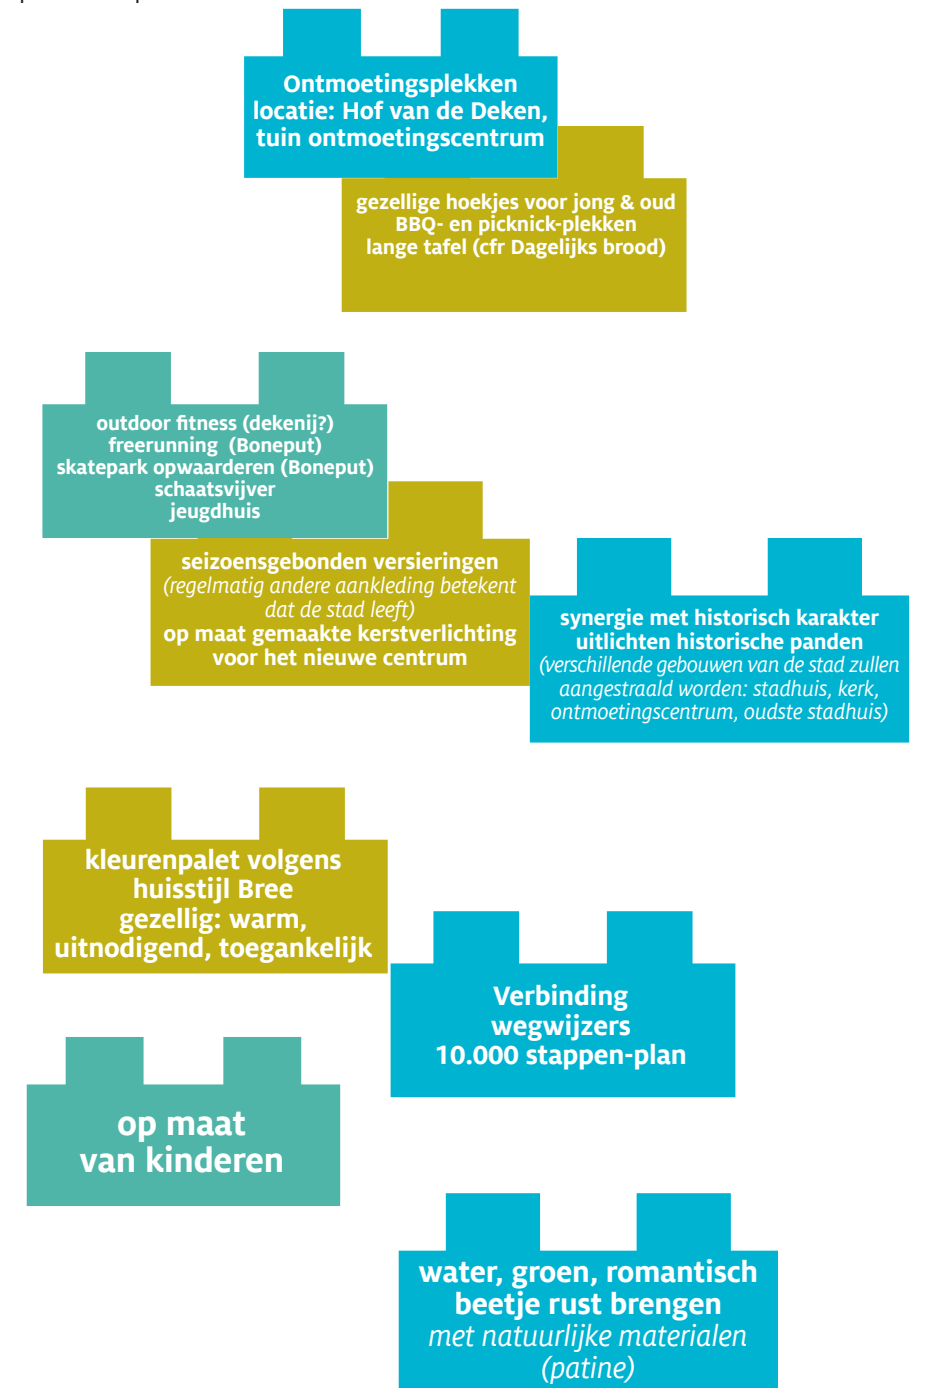 Ontmoetingsplekken
locatie: Hof van de Deken,
tuin ontmoetingscentrum
gezellige hoekjes voor jong & oud
BBQ- en picknick-plekken
lange tafel (cfr Dagelijks brood)
outdoor fitness (dekenij?)
freerunning (Boneput)
skatepark opwaarderen (Boneput)
schaatsvijver
jeugdhuis
seizoensgebonden versieringen
(regelmatig andere aankleding betekent
dat de stad leeft)
op maat gemaakte kerstverlichting
voor het nieuwe centrum
synergie met historisch karakter
uitlichten historische panden
(verschillende gebouwen van de stad zullen
aangestraald worden: stadhuis, kerk,
ontmoetingscentrum, oudste stadhuis)
kleurenpalet volgens
huisstijl Bree
gezellig: warm,
uitnodigend, toegankelijk
Verbinding
wegwijzers
10.000 stappen-plan
op maat
van kinderen
water, groen, romantisch
beetje rust brengen
met natuurlijke materialen
(patine)